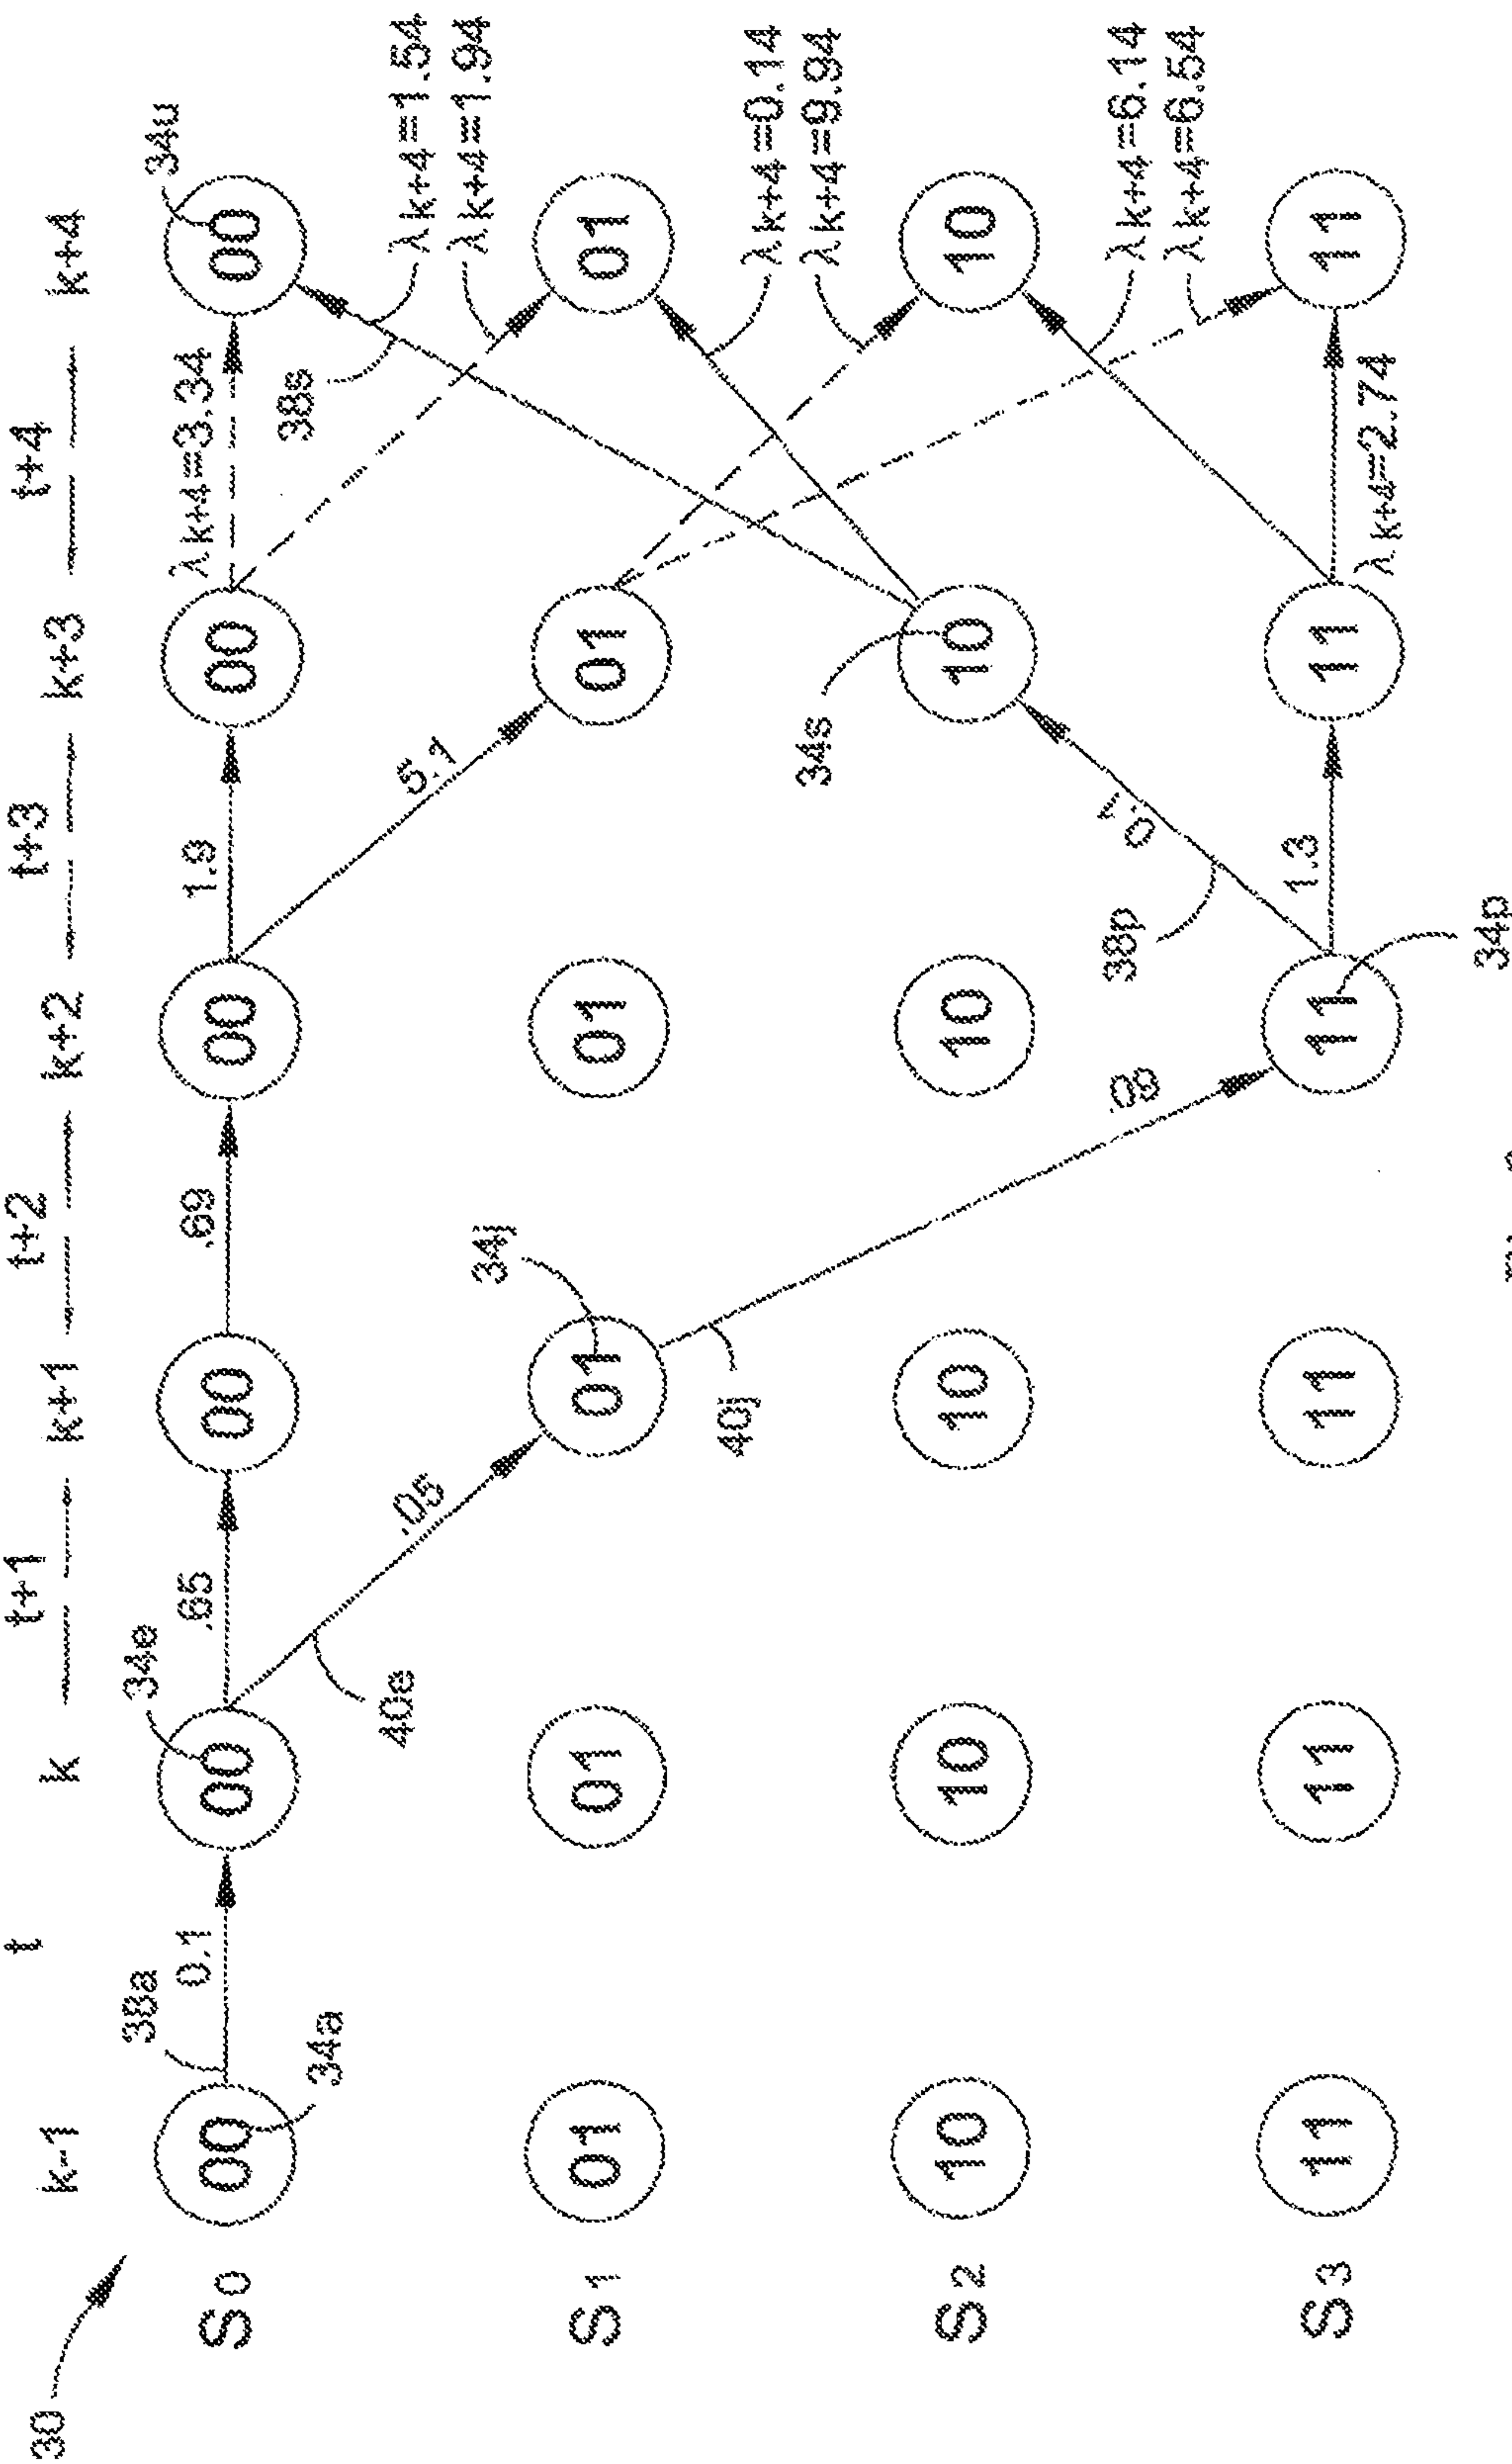 30
t
t+1
t+2
t+3
t+4
k-1
k
k+1
k+2
k+3
k+4
38a
34e
34u
S0
00
0.1
00
.65
00
.69
00
1.9
00
λk+4=3.34
00
34a
40e
.05
5.1
38s
λk+4=1.54
λk+4=1.94
34j
S1
01
01
01
01
01
01
40j
34s
λk+4=0.14
λk+4=9.94
S2
10
10
10
10
10
10
.09
38p
0.1
λk+4=6.14
λk+4=6.54
S3
11
11
11
11
1.3
11
11
λk+4=2.74
34p